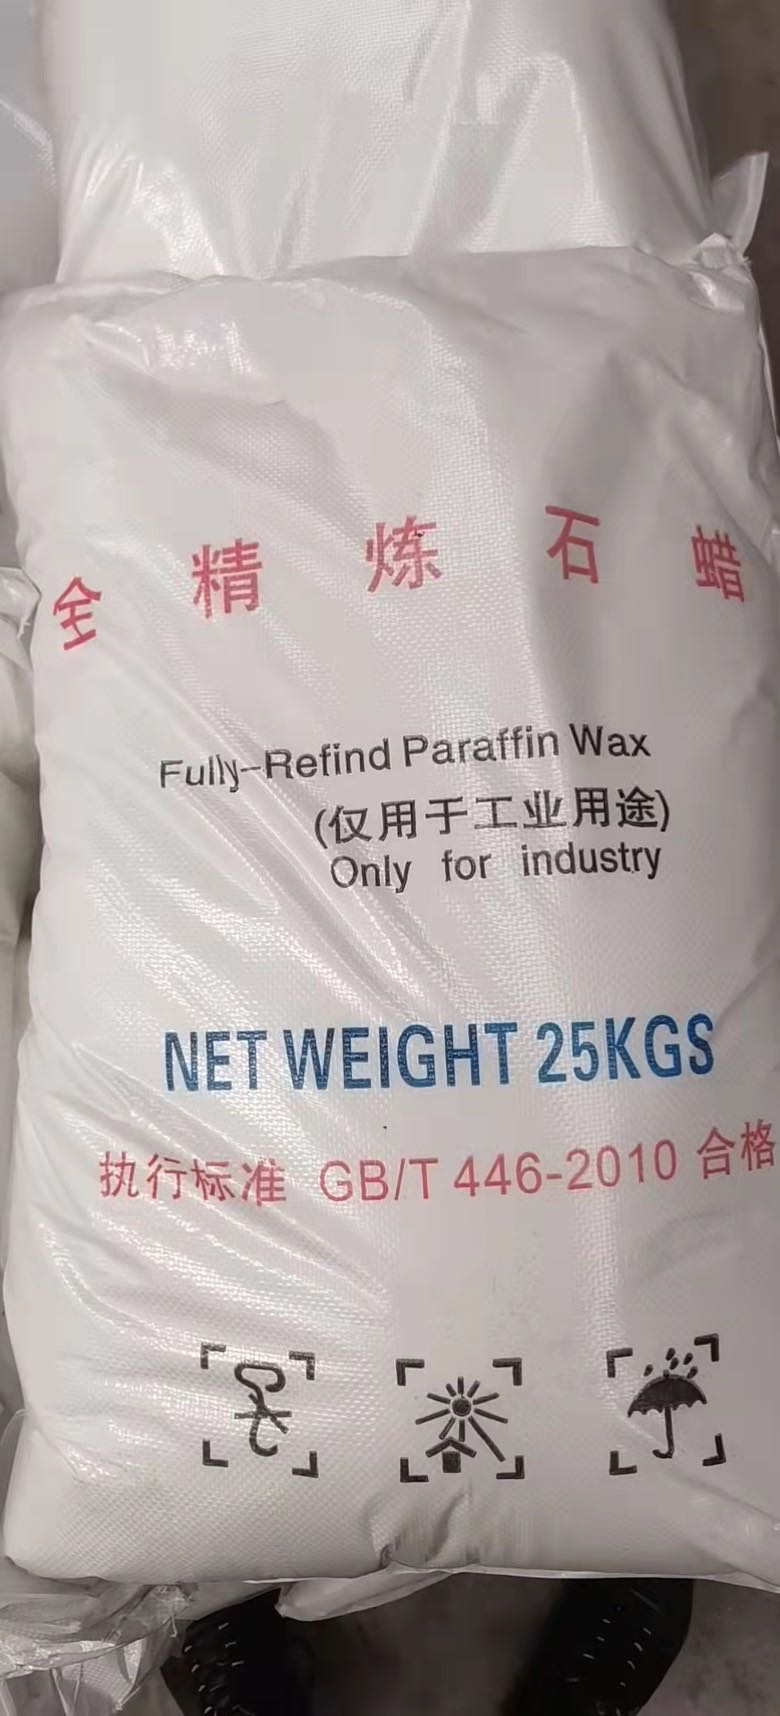 全精炼石蜡
Fully-Refind Paraffin Wax
(仅用于工业用途)
Only for industry
NET WEIGHT 25KGS
执行标准 GB/T 446-2010 合格